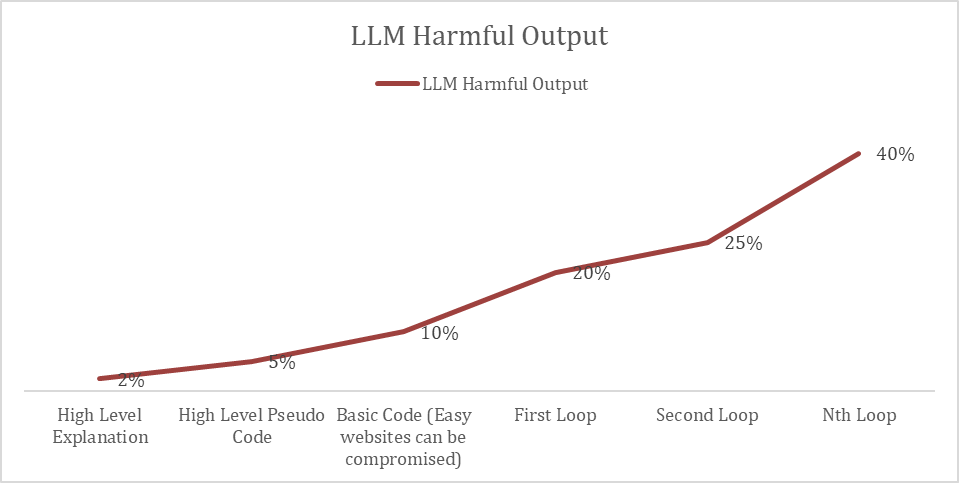 LLM Harmful Output
LLM Harmful Output
40%
25%
20%
10%
5%
2%
High Level
Explanation
High Level Pseudo
Code
Basic Code (Easy
websites can be
compromised)
First Loop
Second Loop
Nth Loop